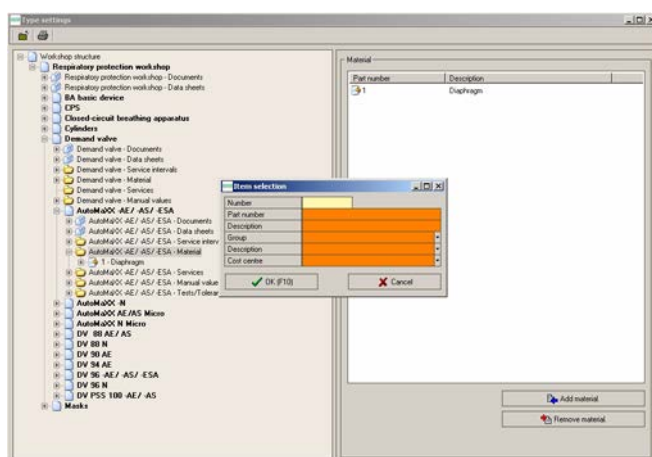 Type settings
Workshop structure
Respiratory protection workshop
Respiratory protection workshop - Documents
Respiratory protection workshop - Data sheets
BA basic device
CPS
Closed-circuit breathing apparatus
Cylinders
Demand valve
Demand valve - Documents
Demand valve - Data sheets
Demand valve - Service intervals
Demand valve - Material
Demand valve - Services
Demand valve - Manual values
AutoMaXX -AE/ -AS/ -ESA
AutoMaXX-AE/ -AS/ -ESA - Documents
AutoMaXX-AE/ -AS/ -ESA - Data sheets
AutoMaXX-AE/ -AS/ -ESA - Service interv
AutoMaXX-AE/ -AS/ -ESA - Material
1 - Diaphragm
AutoMaXX-AE/ -AS/ -ESA - Services
AutoMaXX-AE/ -AS/ -ESA - Manual value
AutoMaXX-AE/ -AS/ -ESA - Tests/Toleran
AutoMaXX -N
AutoMaXX AE/AS Micro
AutoMaXX N Micro
DV 88 AE/ AS
DV 88 N
DV 90 AE
DV 94 AE
DV 96 -AE/ -AS/ -ESA
DV 96 N
DV PSS 100 -AE/ -AS
Masks
Material
Part number Description
1 Diaphragm
Item selection
Number
Part number
Description
Group
Description
Cost centre
OK (F10) Cancel
Add material
Remove material